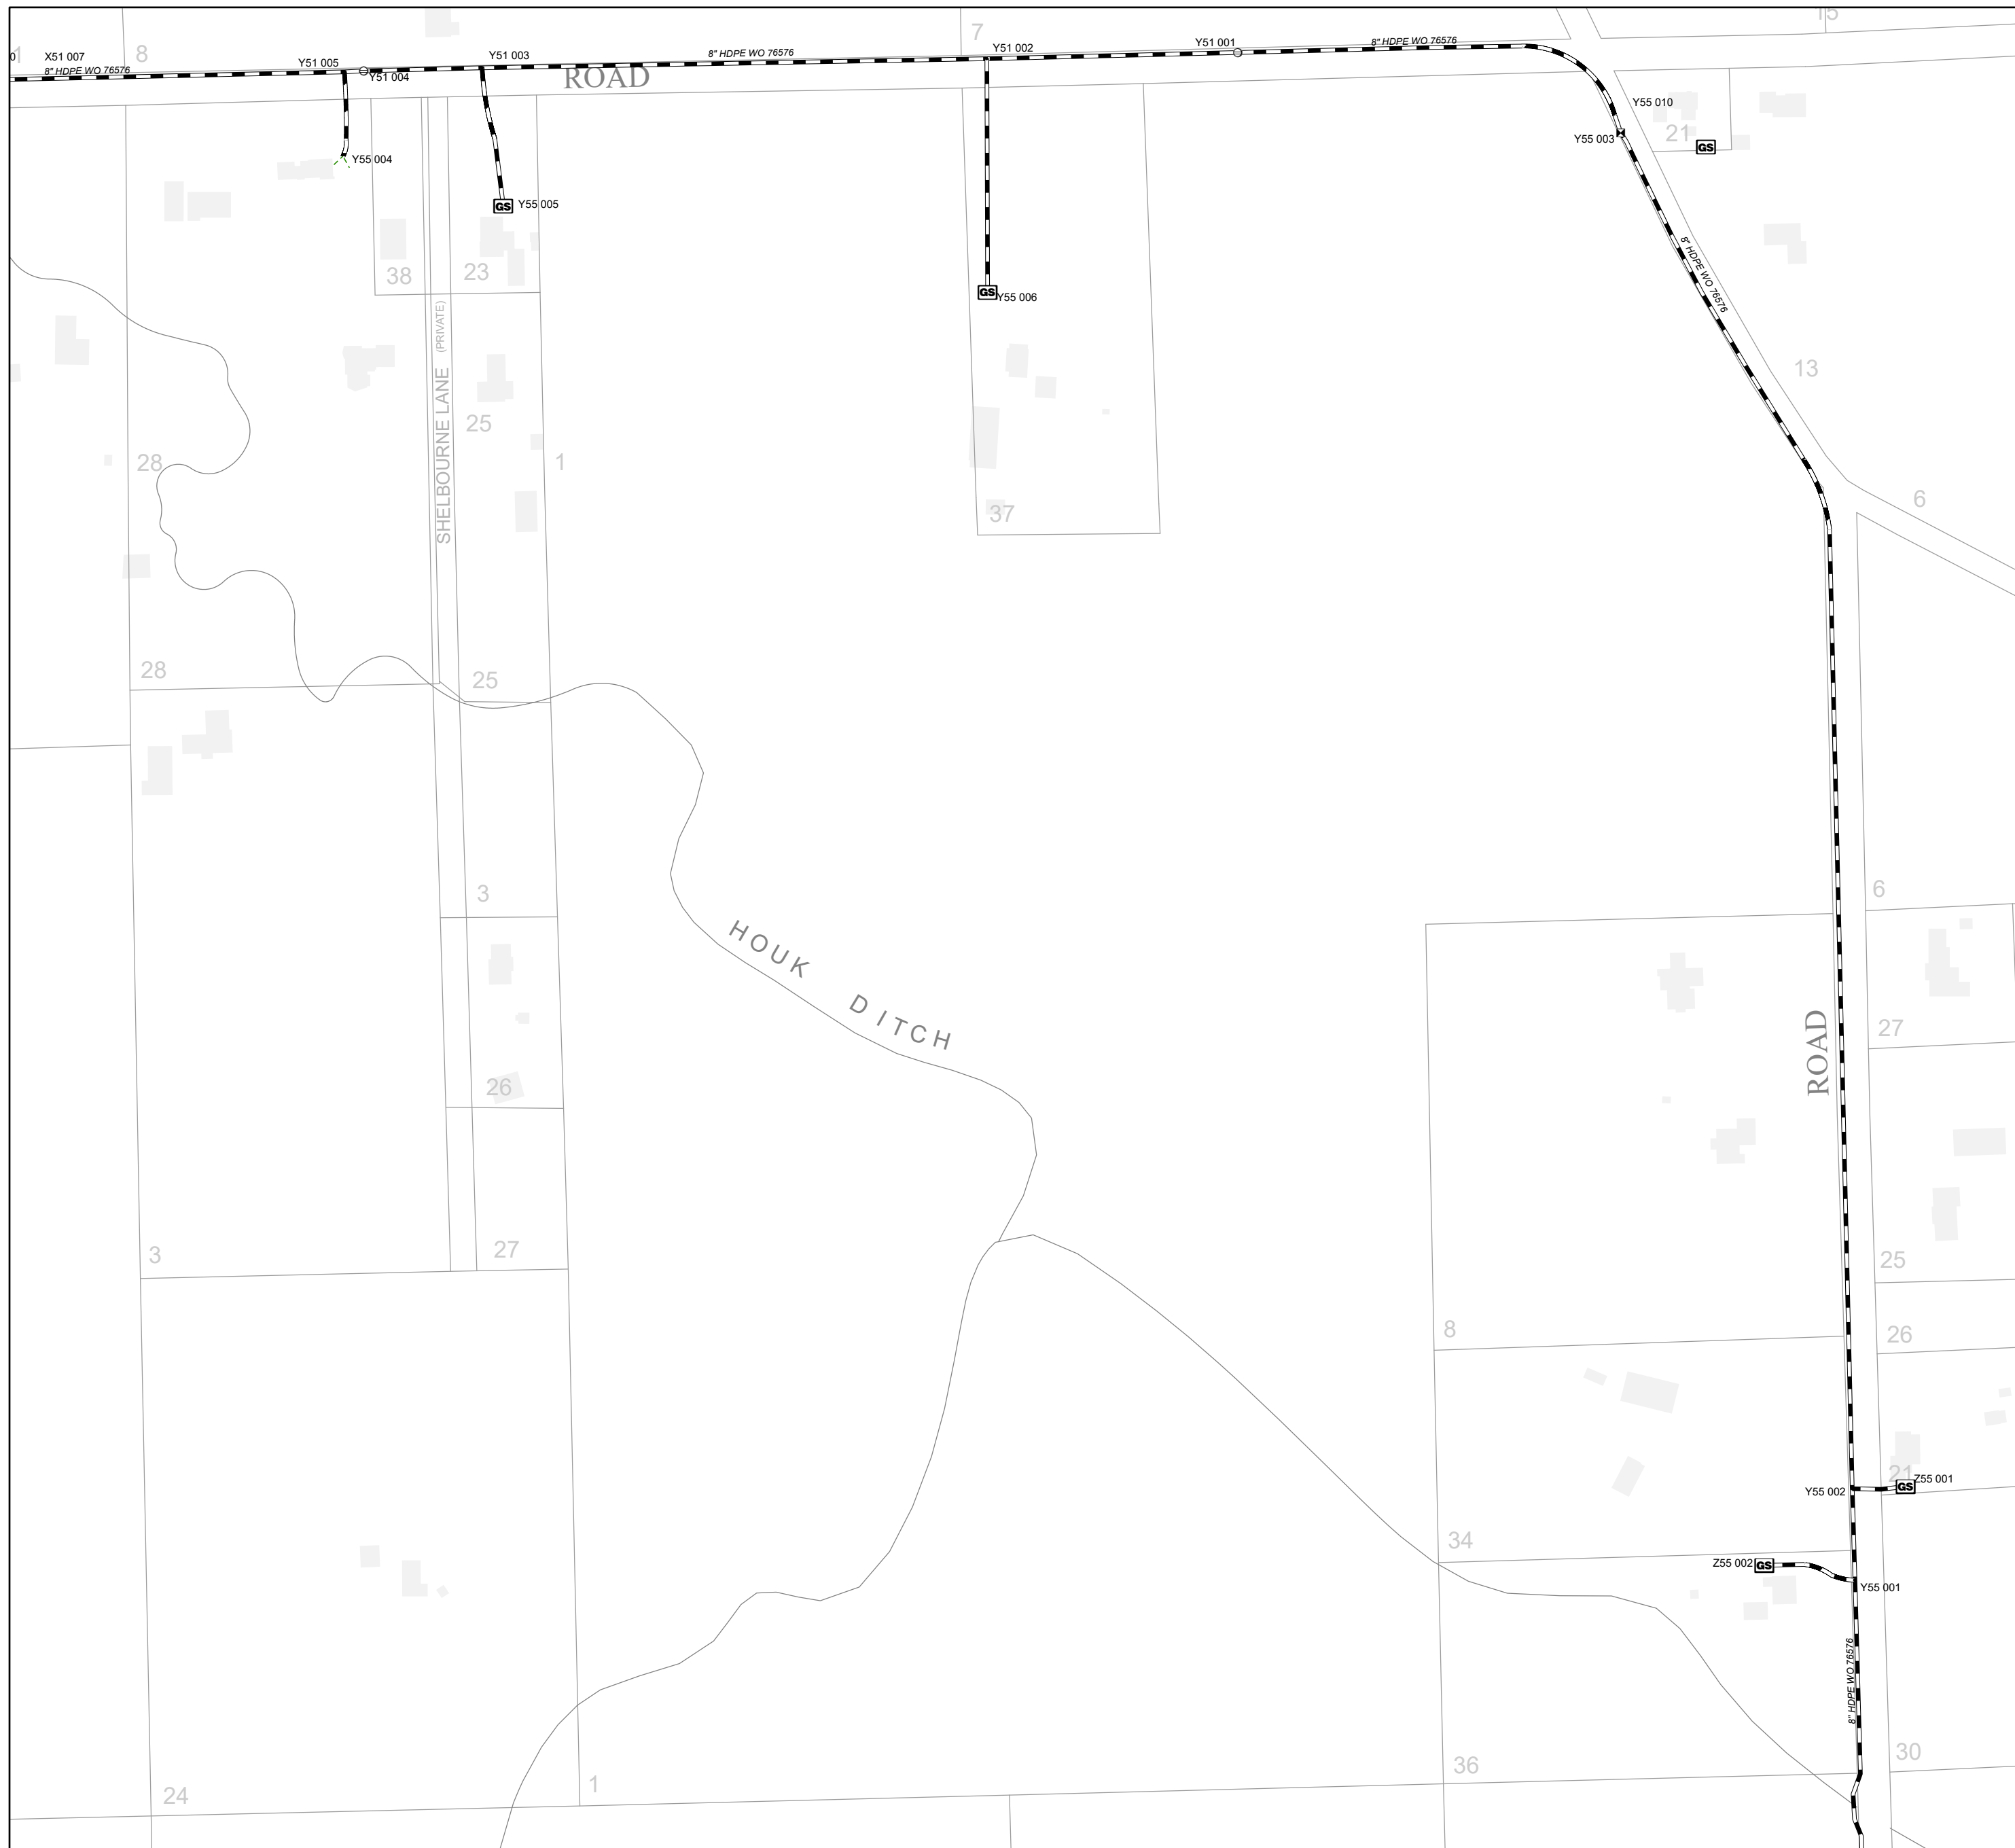 7
15
8
X51 007
8" HDPE WO 76576
Y51 005
Y51 004
Y51 003
ROAD
8" HDPE WO 76576
Y51 002
Y51 001
8" HDPE WO 76576
Y55 010
Y55 003
21
GS
Y55 004
GS
Y55 005
38
23
GS
Y55 006
8" HDPE WO 76576
SHELBOURNE LANE (PRIVATE)
13
25
28
1
37
6
28
25
3
6
HOUK DITCH
ROAD
27
26
27
3
25
8
26
21
GS
Z55 001
Y55 002
34
Z55 002
GS
Y55 001
8" HDPE WO 76576
36
30
24
1